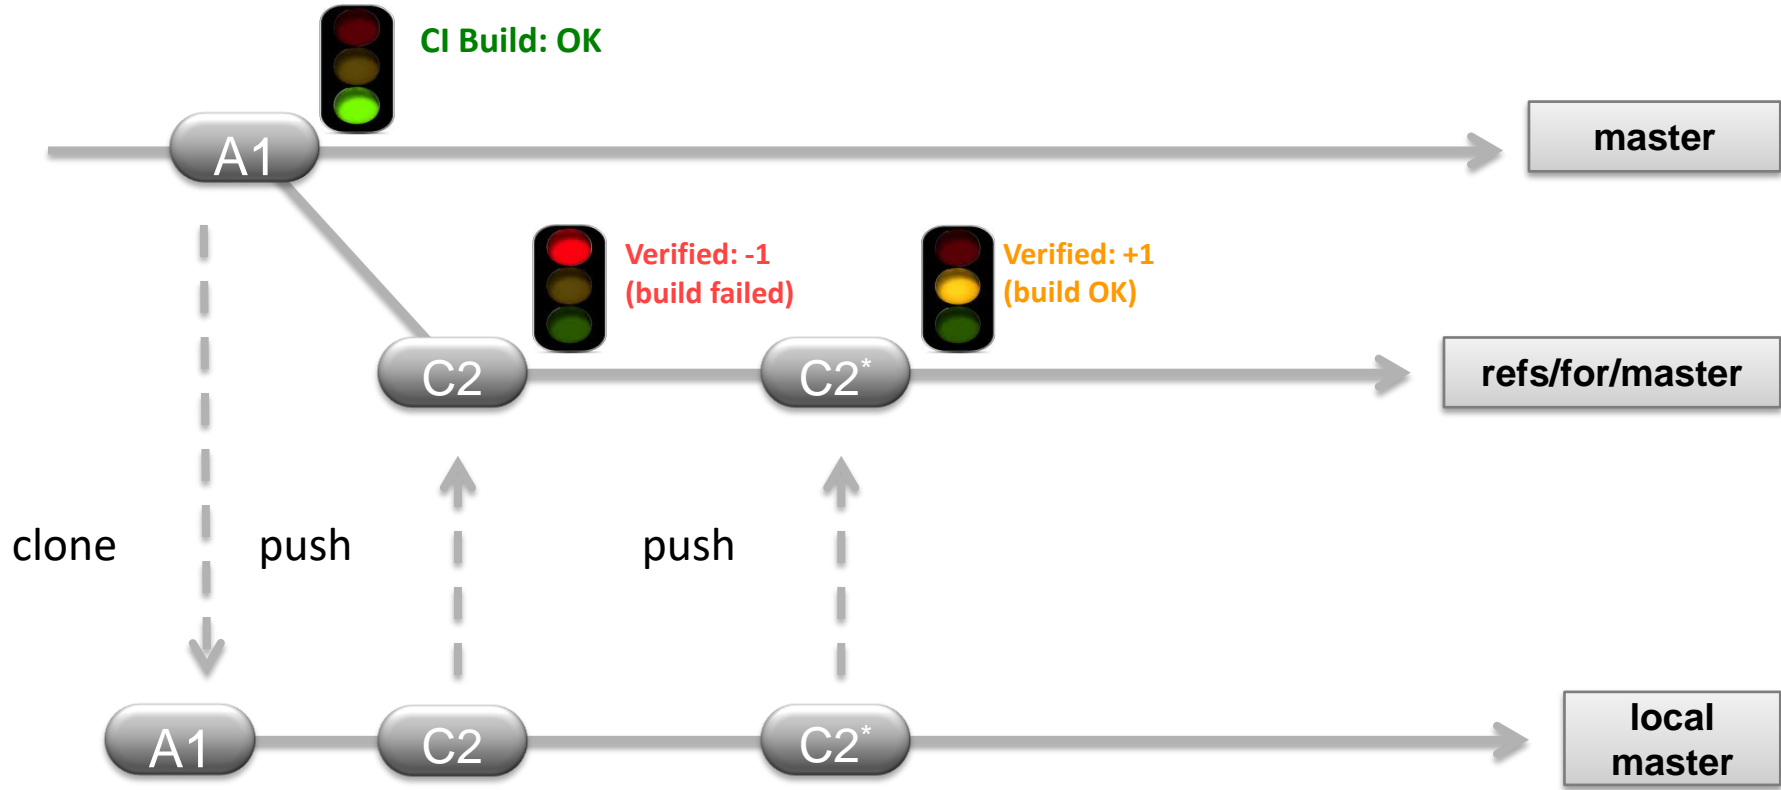 CI Build: OK
A1
master
Verified: -1
(build failed)
Verified: +1
(build OK)
C2
C2*
refs/for/master
clone
push
push
A1
C2
C2*
local
master